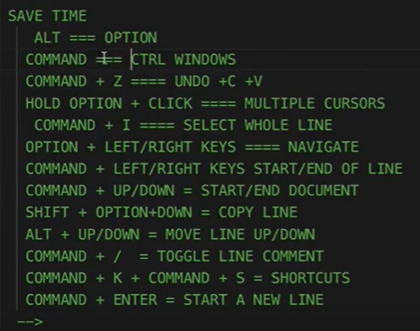 SAVE TIME
ALT === OPTION
COMMAND === CTRL WINDOWS
COMMAND + Z ==== UNDO +C +V
HOLD OPTION + CLICK ==== MULTIPLE CURSORS
COMMAND + I ==== SELECT WHOLE LINE
OPTION + LEFT/RIGHT KEYS ==== NAVIGATE
COMMAND + LEFT/RIGHT KEYS START/END OF LINE
COMMAND + UP/DOWN = START/END DOCUMENT
SHIFT + OPTION+DOWN = COPY LINE
ALT + UP/DOWN = MOVE LINE UP/DOWN
COMMAND + / = TOGGLE LINE COMMENT
COMMAND + K + COMMAND + S = SHORTCUTS
COMMAND + ENTER = START A NEW LINE
-->